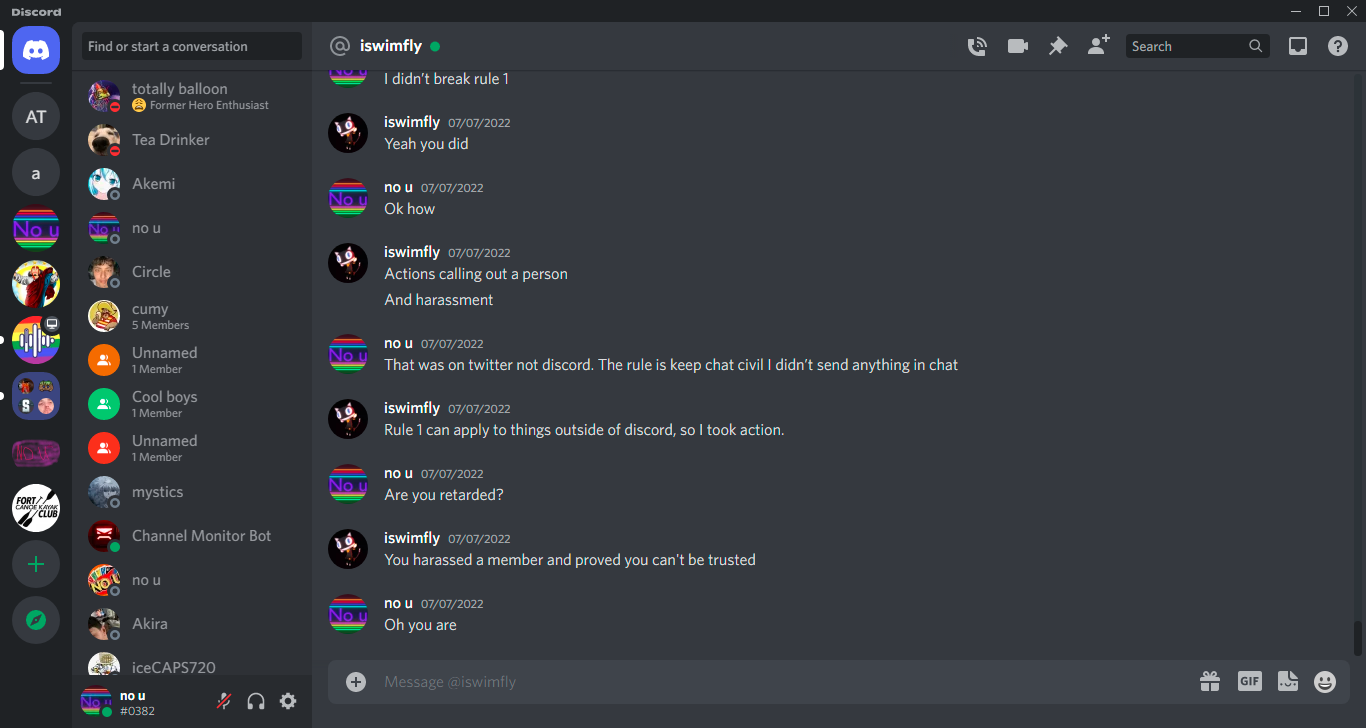 Discord
Find or start a conversation
AT
a
No u
FORT
CANOE KAYAK
CLUB
totally balloon
Former Hero Enthusiast
Tea Drinker
Akemi
no u
Circle
cumy
5 Members
Unnamed
1 Member
Cool boys
1 Member
Unnamed
1 Member
mystics
Channel Monitor Bot
no u
Akira
iceCAPS720
no u
#0382
@ iswimfly
Search
I didn't break rule 1
iswimfly 07/07/2022
Yeah you did
no u 07/07/2022
Ok how
iswimfly 07/07/2022
Actions calling out a person
And harassment
no u 07/07/2022
That was on twitter not discord. The rule is keep chat civil I didn't send anything in chat
iswimfly 07/07/2022
Rule 1 can apply to things outside of discord, so I took action.
no u 07/07/2022
Are you retarded?
iswimfly 07/07/2022
You harassed a member and proved you can't be trusted
no u 07/07/2022
Oh you are
Message @iswimfly
GIF